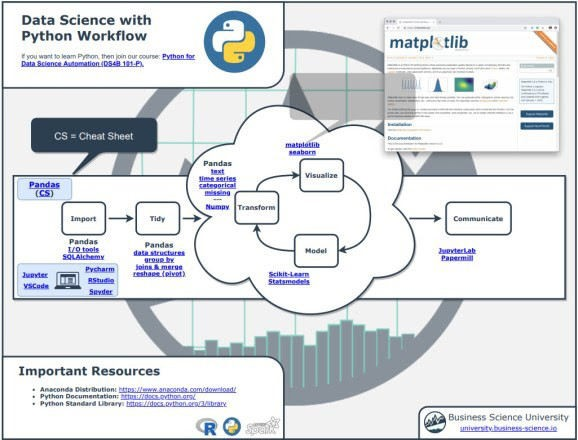 Data Science with
Python Workflow
If you want to learn Python, then join our course: Python for
Data Science Automation (DS4B 101-P).
matplotlib
Installation
Documentation
CS = Cheat Sheet
Pandas
(CS)
Import
Pandas
I/O tools
SQLAlchemy
Jupyter
VSCode
Pycharm
RStudio
Spyder
Tidy
Pandas
data structures
group by
joins & merge
reshape (pivot)
Pandas
text
time series
categorical
missing
---
Numpy
Transform
matplotlib
seaborn
Visualize
Model
Scikit-Learn
Statsmodels
Communicate
JupyterLab
Papermill
Important Resources
• Anaconda Distribution: https://www.anaconda.com/download/
• Python Documentation: https://docs.python.org/
• Python Standard Library: https://docs.python.org/3/library
R
Spark
Business Science University
university.business-science.io